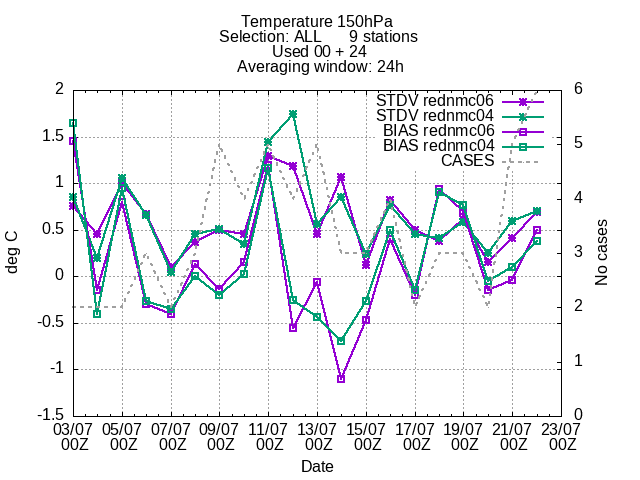 Temperature 150hPa
Selection: ALL 9 stations
Used 00 + 24
Averaging window: 24h
STDV rednmc06
STDV rednmc04
BIAS rednmc06
BIAS rednmc04
CASES
2
1.5
1
0.5
0
-0.5
-1
-1.5
deg C
6
5
4
3
2
1
0
No cases
03/07 05/07 07/07 09/07 11/07 13/07 15/07 17/07 19/07 21/07 23/07
00Z 00Z 00Z 00Z 00Z 00Z 00Z 00Z 00Z 00Z 00Z
Date